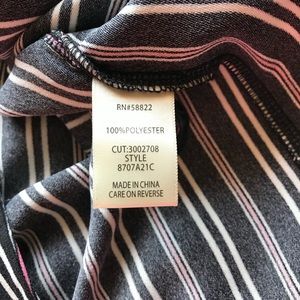 RN#58822
100%POLYESTER
CUT:3002708
STYLE
8707A21C
MADE IN CHINA
CARE ON REVERSE